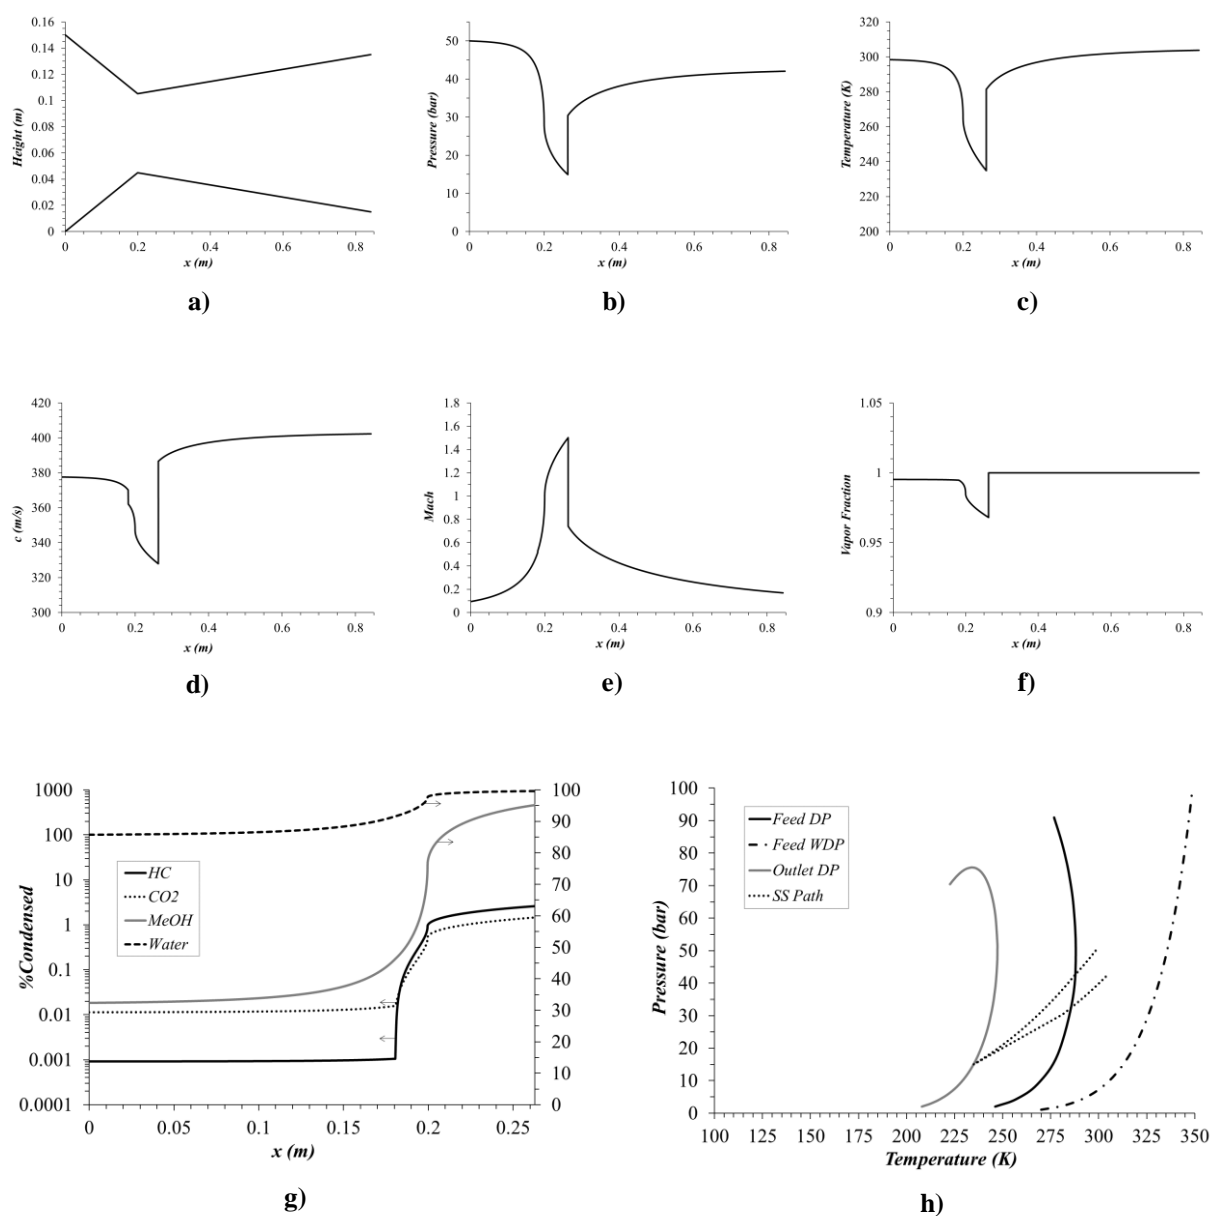 0.16
0.14
0.12
0.1
0.08
0.06
0.04
0.02
0
Height (m)
0 0.2 0.4 0.6 0.8
x (m)
a)
50
40
30
20
10
0
Pressure (bar)
0 0.2 0.4 0.6 0.8
x (m)
b)
320
300
280
260
240
220
200
Temperature (K)
0 0.2 0.4 0.6 0.8
x (m)
c)
420
400
380
360
340
320
300
c (m/s)
0 0.2 0.4 0.6 0.8
x (m)
d)
1.8
1.6
1.4
1.2
1
0.8
0.6
0.4
0.2
0
Mach
0 0.2 0.4 0.6 0.8
x (m)
e)
1.05
1
0.95
0.9
Vapor Fraction
0 0.2 0.4 0.6 0.8
x (m)
f)
1000
100
10
1
0.1
0.01
0.001
0.0001
%Condensed
HC
CO2
MeOH
Water
100
90
80
70
60
50
40
30
20
10
0
0 0.05 0.1 0.15 0.2 0.25
x (m)
g)
100
90
80
70
60
50
40
30
20
10
0
Pressure (bar)
Feed DP
Feed WDP
Outlet DP
SS Path
100 125 150 175 200 225 250 275 300 325 350
Temperature (K)
h)